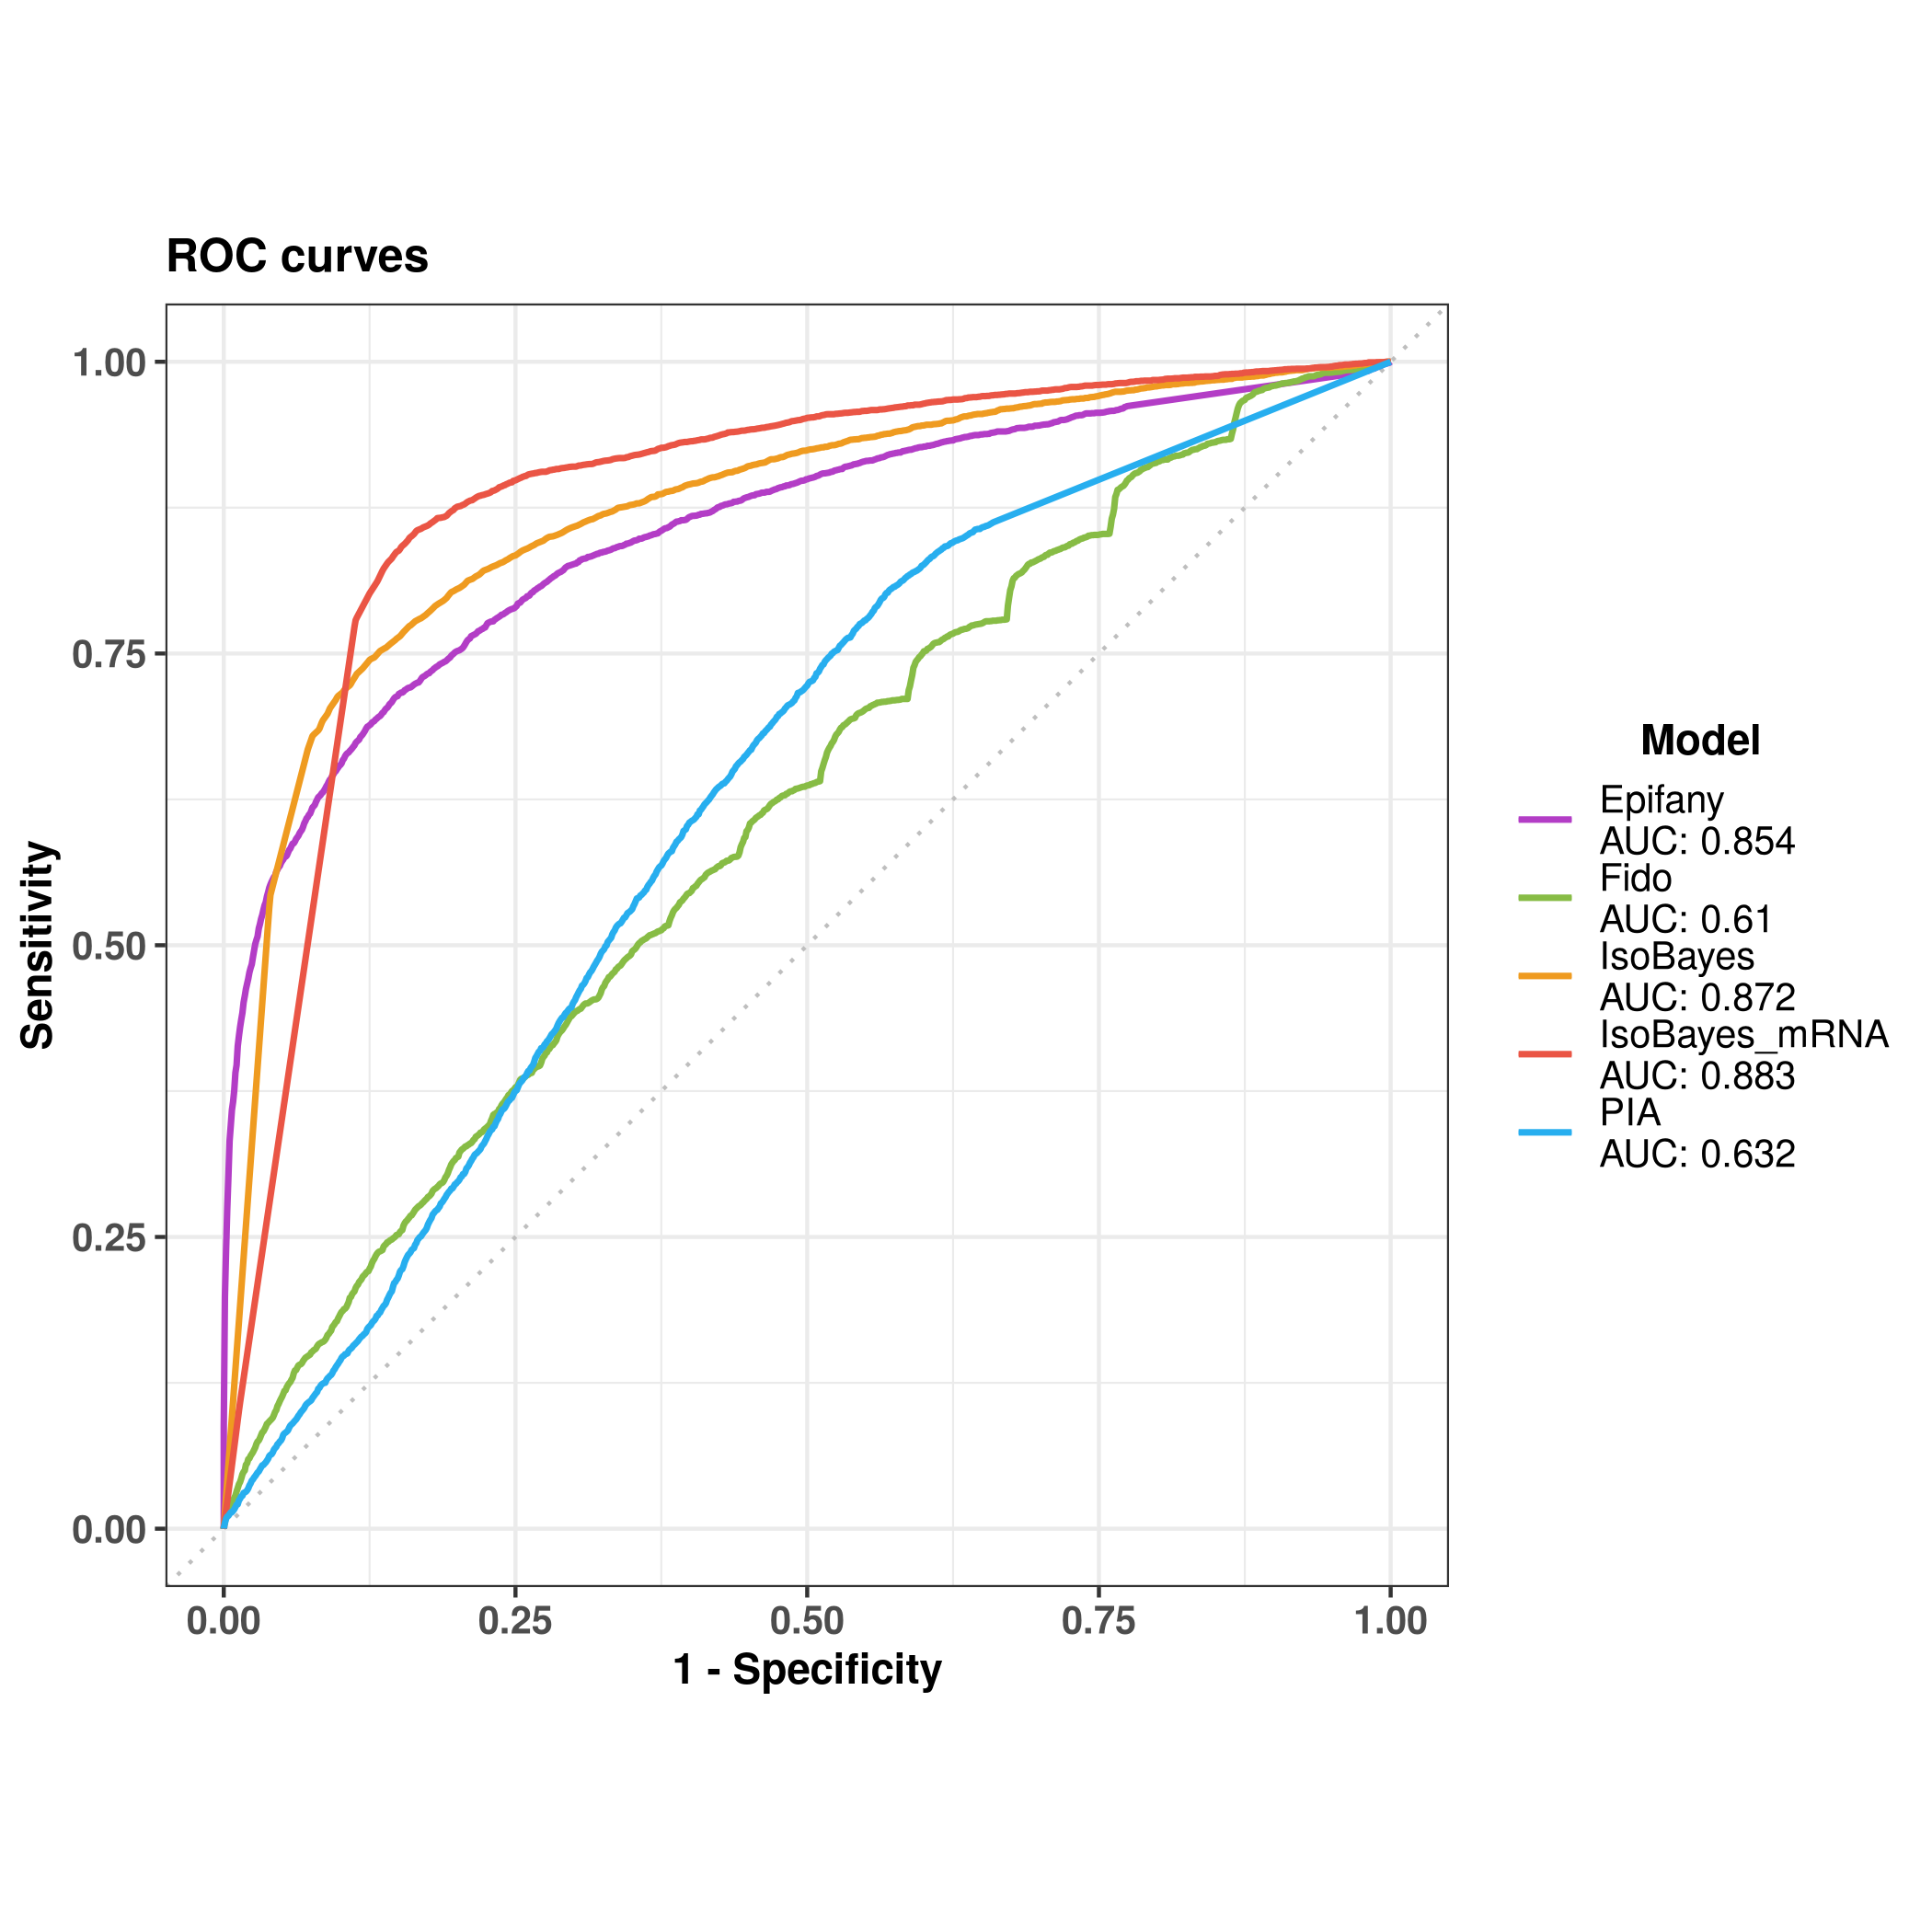 ROC curves
1.00
0.75
0.50
0.25
0.00
Sensitivity
0.00 0.25 0.50 0.75 1.00
1 - Specificity
Model
Epifany
AUC: 0.854
Fido
AUC: 0.61
IsoBayes
AUC: 0.872
IsoBayes_mRNA
AUC: 0.883
PIA
AUC: 0.632